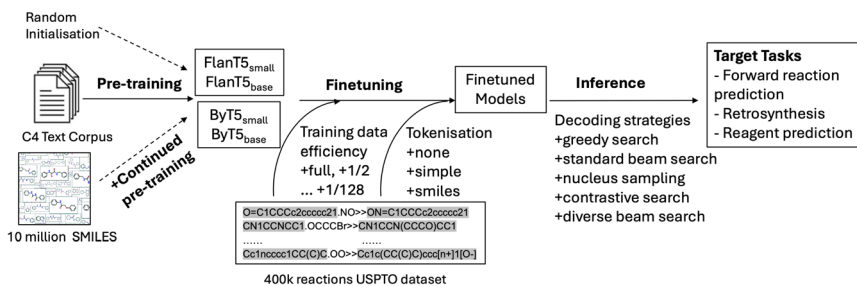 Random
Initialisation
Pre-training
C4 Text Corpus
+Continued
pre-training
10 million SMILES
FlanT5small
FlanT5base
ByT5small
ByT5base
Finetuning
Training data
efficiency
+full, +1/2
... +1/128
Tokenisation
+none
+simple
+smiles
O=C1CCCc2ccccc21.NO>>ON=C1CCCc2ccccc21
CN1CCNCC1.OCCCBr>>CN1CCN(CCCO)CC1
...... ......
Cc1ncccc1CC(C)C.OO>>Cc1c(CC(C)C)ccc[n+]1[O-]
400k reactions USPTO dataset
Finetuned
Models
Inference
Decoding strategies
+greedy search
+standard beam search
+nucleus sampling
+contrastive search
+diverse beam search
Target Tasks
- Forward reaction
prediction
- Retrosynthesis
- Reagent prediction